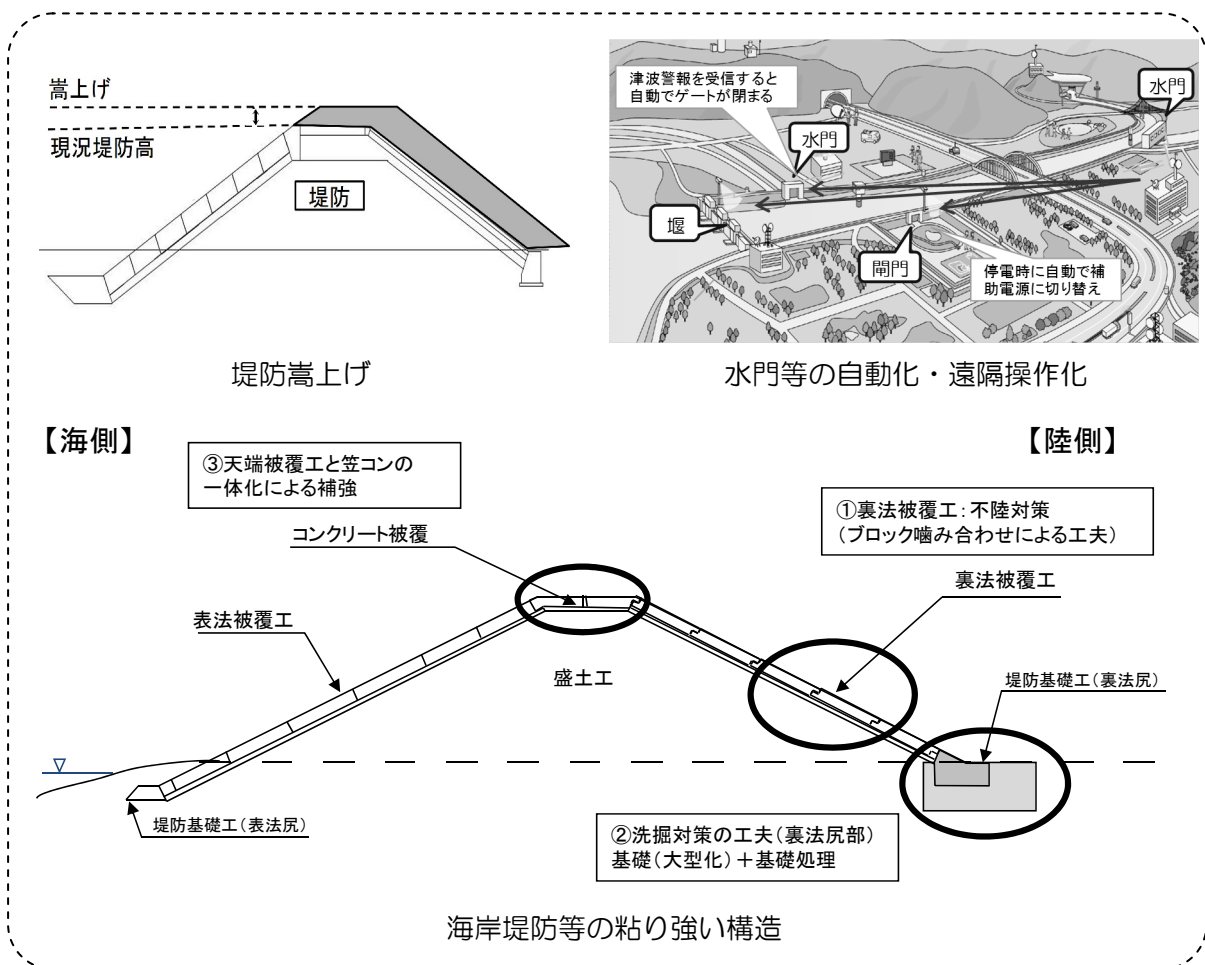 嵩上げ
現況堤防高
堤防
堤防嵩上げ
津波警報を受信すると
自動でゲートが閉まる
水門
水門
堰
閘門
停電時に自動で補
助電源に切り替え
水門等の自動化・遠隔操作化
【海側】
【陸側】
③天端被覆工と笠コンの
一体化による補強
①裏法被覆工:不陸対策
(ブロック噛み合わせによる工夫)
コンクリート被覆
裏法被覆工
表法被覆工
盛土工
堤防基礎工(裏法尻)
堤防基礎工(表法尻)
②洗掘対策の工夫(裏法尻部)
基礎(大型化)+基礎処理
海岸堤防等の粘り強い構造